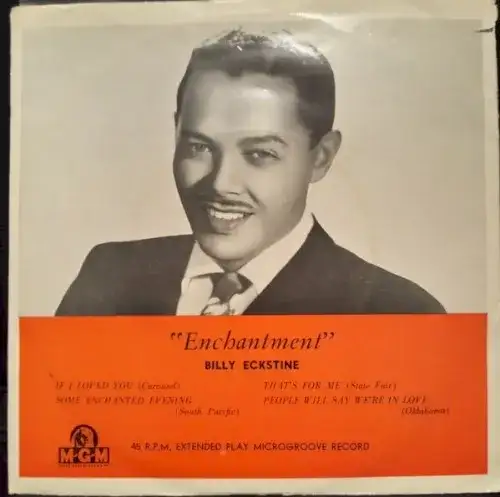 "Enchantment"
BILLY ECKSTINE
IF I LOVED YOU (Carousel)
SOME ENCHANTED EVENING
(South Pacific)
THAT'S FOR ME (State Fair)
PEOPLE WILL SAY WE'RE IN LOVE
(Oklahoma)
M-G-M
45 R.P.M. EXTENDED PLAY MICROGROOVE RECORD